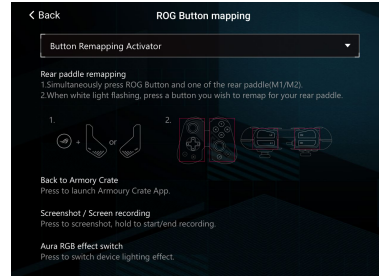 Back
ROG Button mapping
Button Remapping Activator
Rear paddle remapping
1.Simultaneously press ROG Button and one of the rear paddle(M1/M2).
2.When white light flashing, press a button you wish to remap for your rear paddle.
1.
2.
+ or
Back to Armory Crate
Press to launch Armoury Crate App.
Screenshot / Screen recording
Press to screenshot, hold to start/end recording.
Aura RGB effect switch
Press to switch device lighting effect.